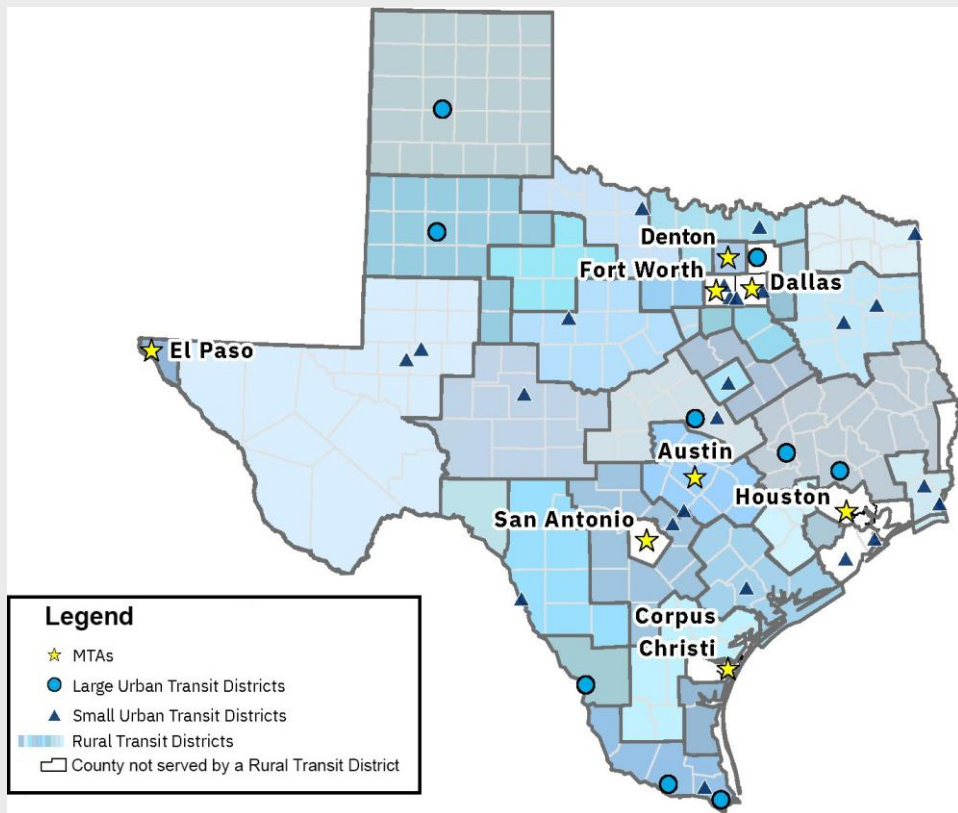 Denton
Fort Worth
Dallas
El Paso
Austin
Houston
San Antonio
Corpus
Christi
Legend
MTAs
Large Urban Transit Districts
Small Urban Transit Districts
Rural Transit Districts
County not served by a Rural Transit District